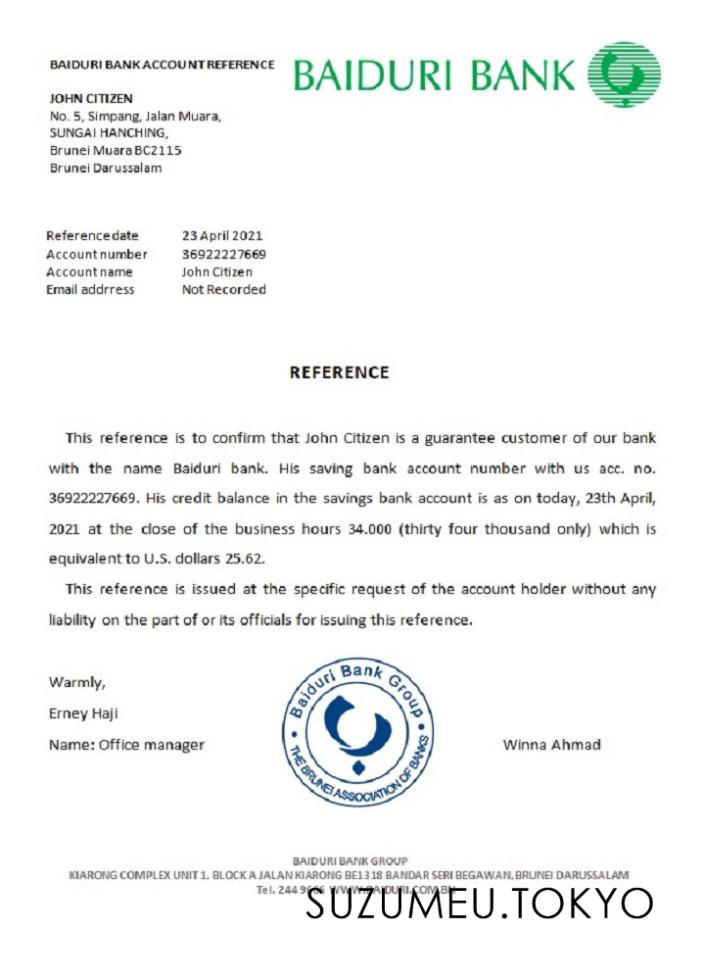 BAIDURI BANK ACCOUNT REFERENCE
BAIDURI BANK
JOHN CITIZEN
No. 5, Simpang, Jalan Muara,
SUNGAI HANCHING,
Brunei Muara BC2115
Brunei Darussalam
Reference date 23 April 2021
Account number 36922227669
Account name John Citizen
Email addrress Not Recorded
REFERENCE
This reference is to confirm that John Citizen is a guarantee customer of our bank
with the name Baiduri bank. His saving bank account number with us acc. no.
36922227669. His credit balance in the savings bank account is as on today, 23th April,
2021 at the close of the business hours 34.000 (thirty four thousand only) which is
equivalent to U.S. dollars 25.62.
This reference is issued at the specific request of the account holder without any
liability on the part of or its officials for issuing this reference.
Warmly,
Erney Haji
Name: Office manager
Baiduri Bank Group
THE BRUNEI ASSOCIATION OF BANKS
Winna Ahmad
BAIDURI BANK GROUP
KIARONG COMPLEX UNIT 1, BLOCK A JALAN KIARONG BE1318 BANDAR SERI BEGAWAN, BRUNEI DARUSSALAM
Tel. 244 9666 WWW.BAIDURI.COM.BN
SUZUMEU.TOKYO